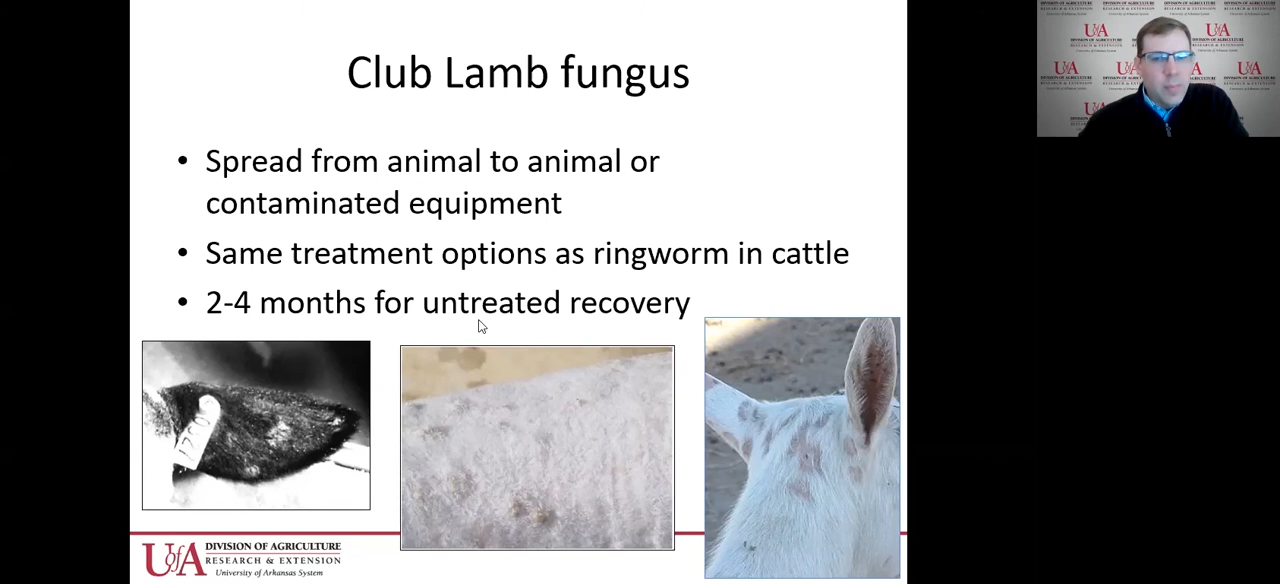 Club Lamb fungus
• Spread from animal to animal or
contaminated equipment
• Same treatment options as ringworm in cattle
• 2-4 months for untreated recovery
UofA DIVISION OF AGRICULTURE
RESEARCH & EXTENSION
University of Arkansas System